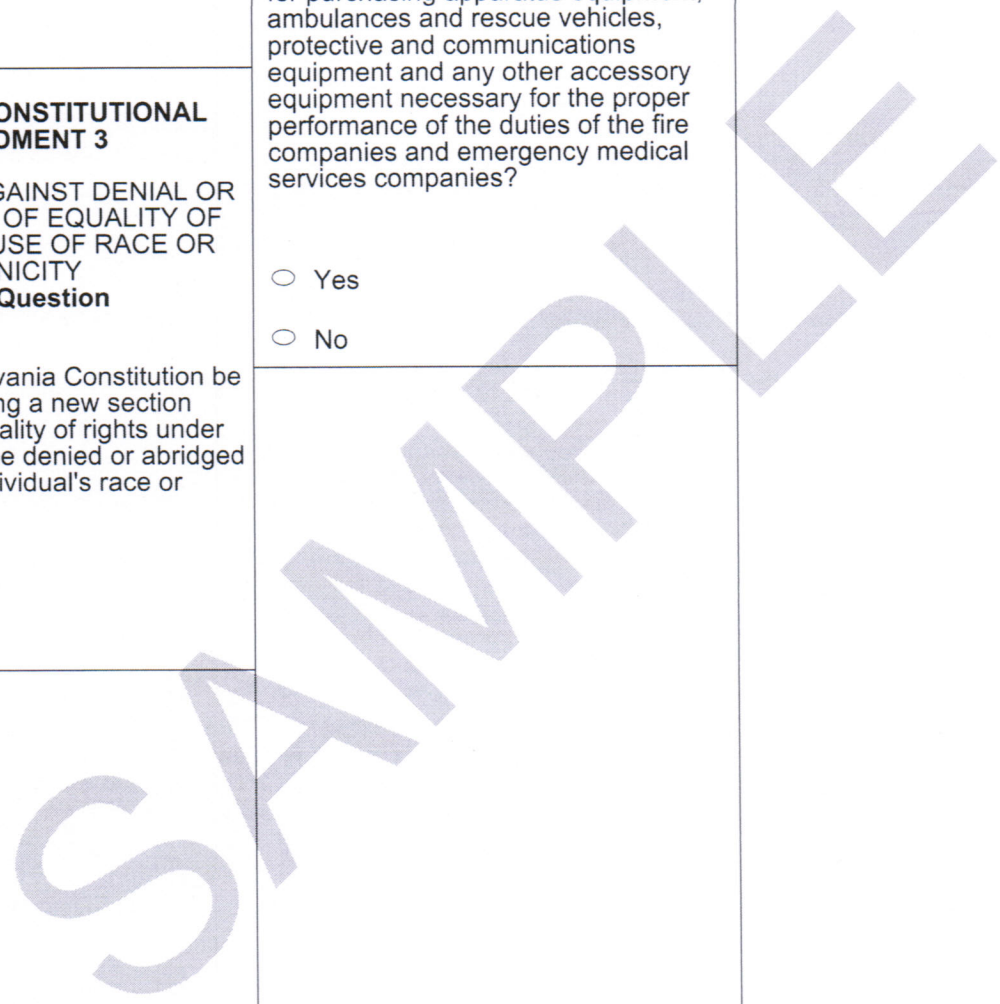 ONSTITUTIONAL
DMENT 3
GAINST DENIAL OR
OF EQUALITY OF
USE OF RACE OR
NICITY
Question
vania Constitution be
ng a new section
ality of rights under
e denied or abridged
ividual's race or
ambulances and rescue vehicles,
protective and communications
equipment and any other accessory
equipment necessary for the proper
performance of the duties of the fire
companies and emergency medical
services companies?
Yes
No
SAMPLE